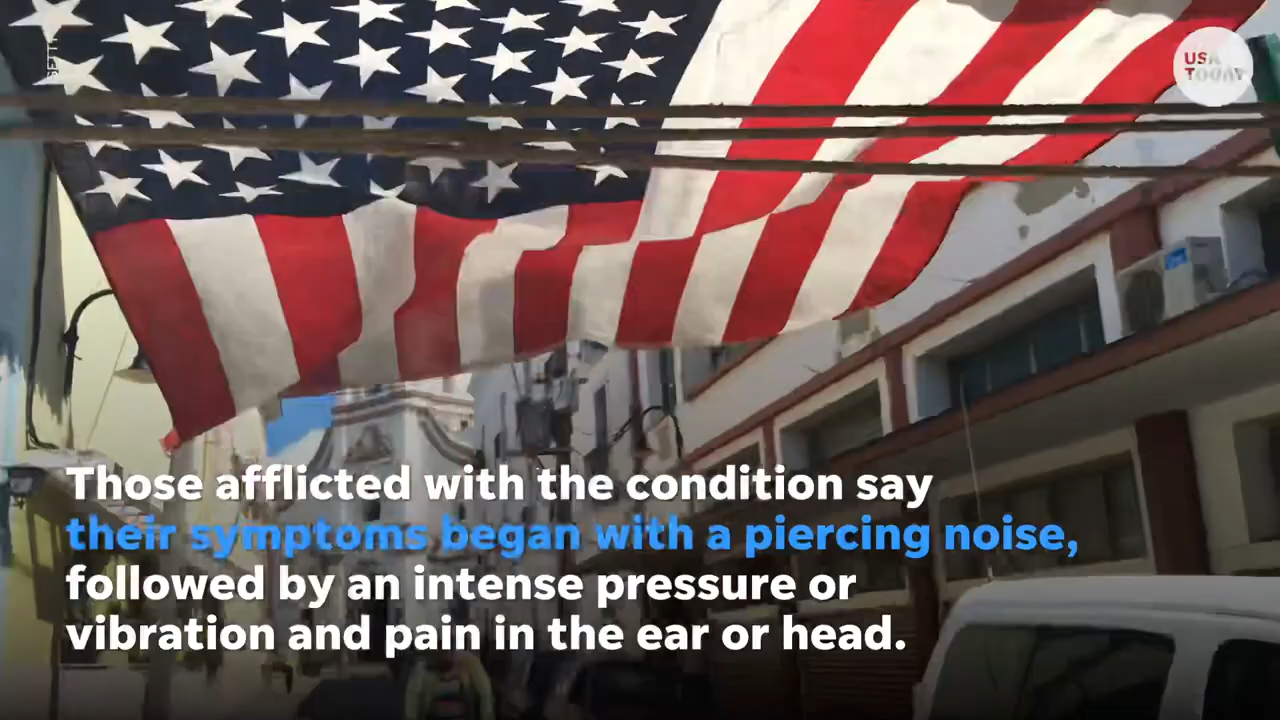 GETTY
USA
TODAY
Those afflicted with the condition say
their symptoms began with a piercing noise,
followed by an intense pressure or
vibration and pain in the ear or head.